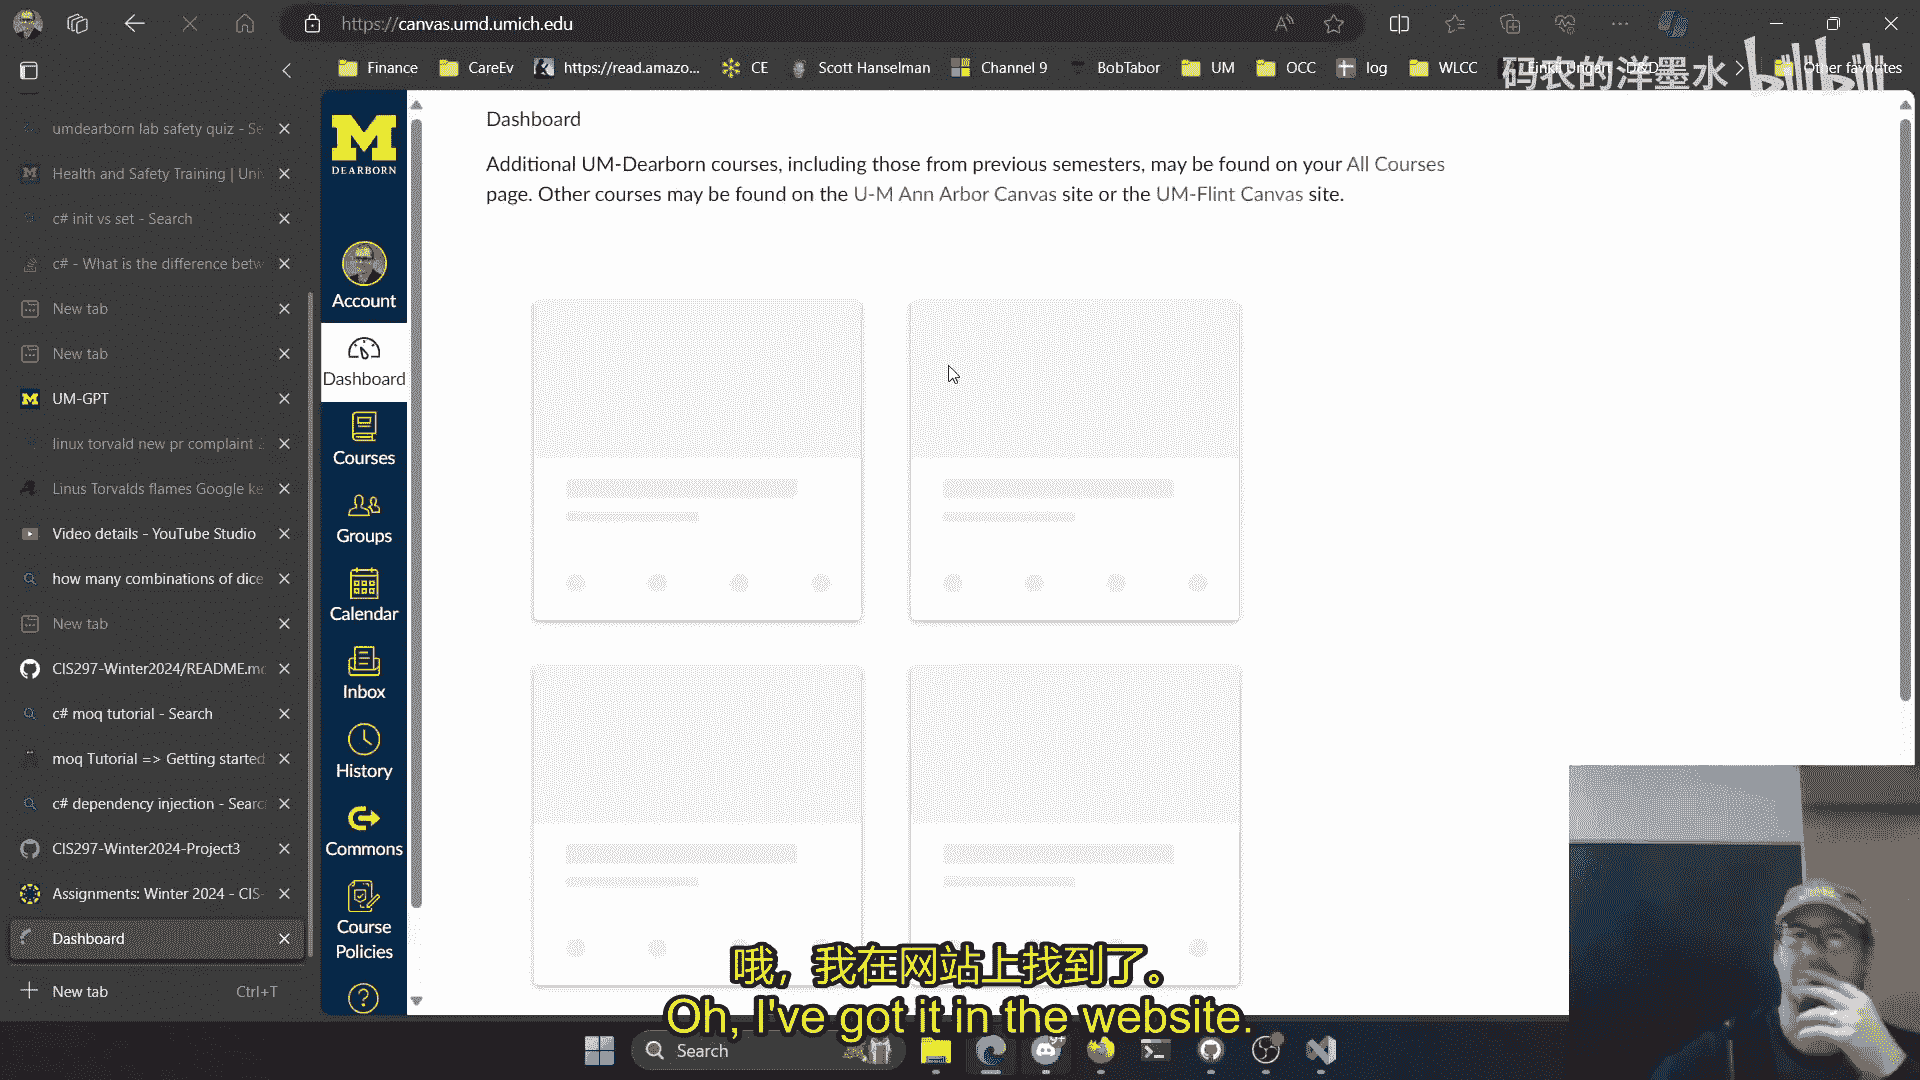 https://canvas.umd.umich.edu
Finance
CareEv
https://read.amazo...
CE
Scott Hanselman
Channel 9
BobTabor
UM
OCC
log
WLCC
Other favorites
码农的洋墨水
bilibili
umdearborn lab safety quiz - Se
Health and Safety Training | Uni
c# init vs set - Search
c# - What is the difference betw
New tab
New tab
UM-GPT
linux torvald new pr complaint
Linus Torvalds flames Google ke
Video details - YouTube Studio
how many combinations of dice
New tab
CIS297-Winter2024/README.m
c# moq tutorial - Search
moq Tutorial => Getting started
c# dependency injection - Searc
CIS297-Winter2024-Project3
Assignments: Winter 2024 - CIS-
Dashboard
New tab
Ctrl+T
M
DEARBORN
Account
Dashboard
Courses
Groups
Calendar
Inbox
History
Commons
Course
Policies
Dashboard
Additional UM-Dearborn courses, including those from previous semesters, may be found on your All Courses
page. Other courses may be found on the U-M Ann Arbor Canvas site or the UM-Flint Canvas site.
哦，我在网站上找到了。
Oh, I've got it in the website.
Search
9+